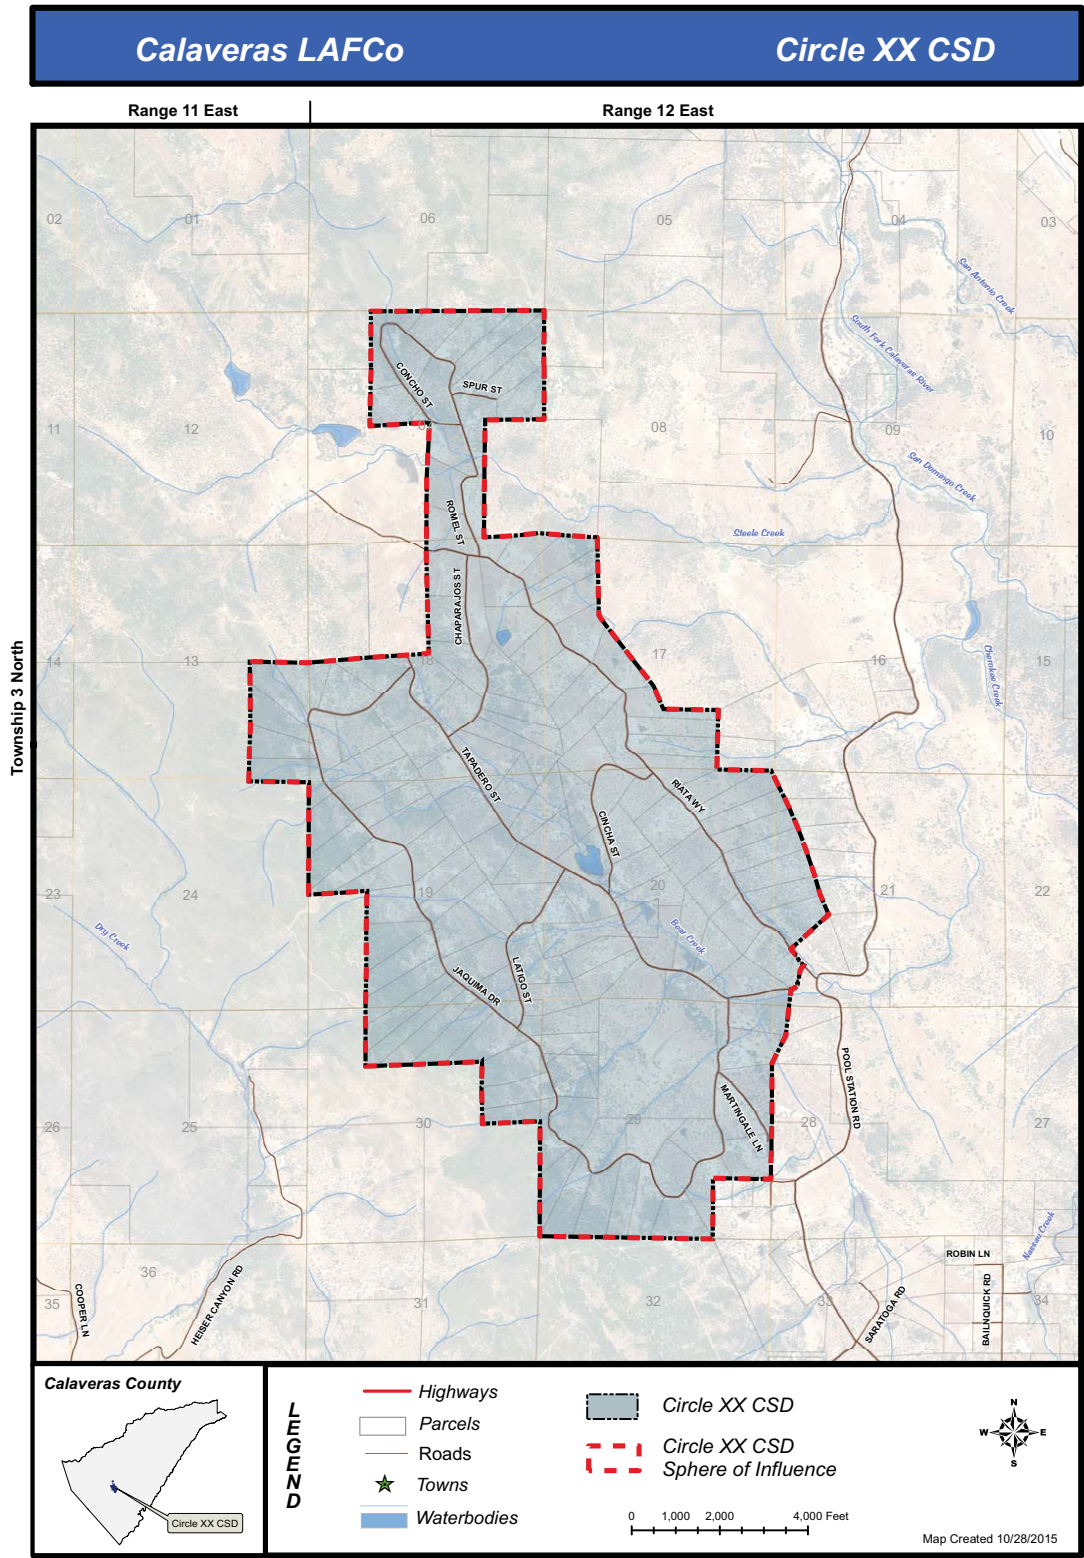 Calaveras LAFCo
Circle XX CSD
Range 11 East
Range 12 East
Township 3 North
02
01
06
05
04
03
San Antonio Creek
South Fork Calaveras River
CONCHO ST
SPUR ST
11
12
08
09
10
San Domingo Creek
ROMEL ST
Steele Creek
CHAPARAJOS ST
14
13
18
17
16
15
Cherokee Creek
TAPADERO ST
RIATA WY
CINCHA ST
23
24
19
20
21
22
Dry Creek
Bear Creek
JAQUIMA DR
LATIGO ST
POOL STATION RD
MARTINGALE LN
26
25
30
29
28
27
Nassau Creek
ROBIN LN
36
35
31
32
33
34
COOPER LN
HEISER CANYON RD
SARATOGA RD
BAILNQUICK RD
Calaveras County
Circle XX CSD
LEGEND
Highways
Parcels
Roads
Towns
Waterbodies
Circle XX CSD
Circle XX CSD
Sphere of Influence
0 1,000 2,000 4,000 Feet
N
W E
S
Map Created 10/28/2015